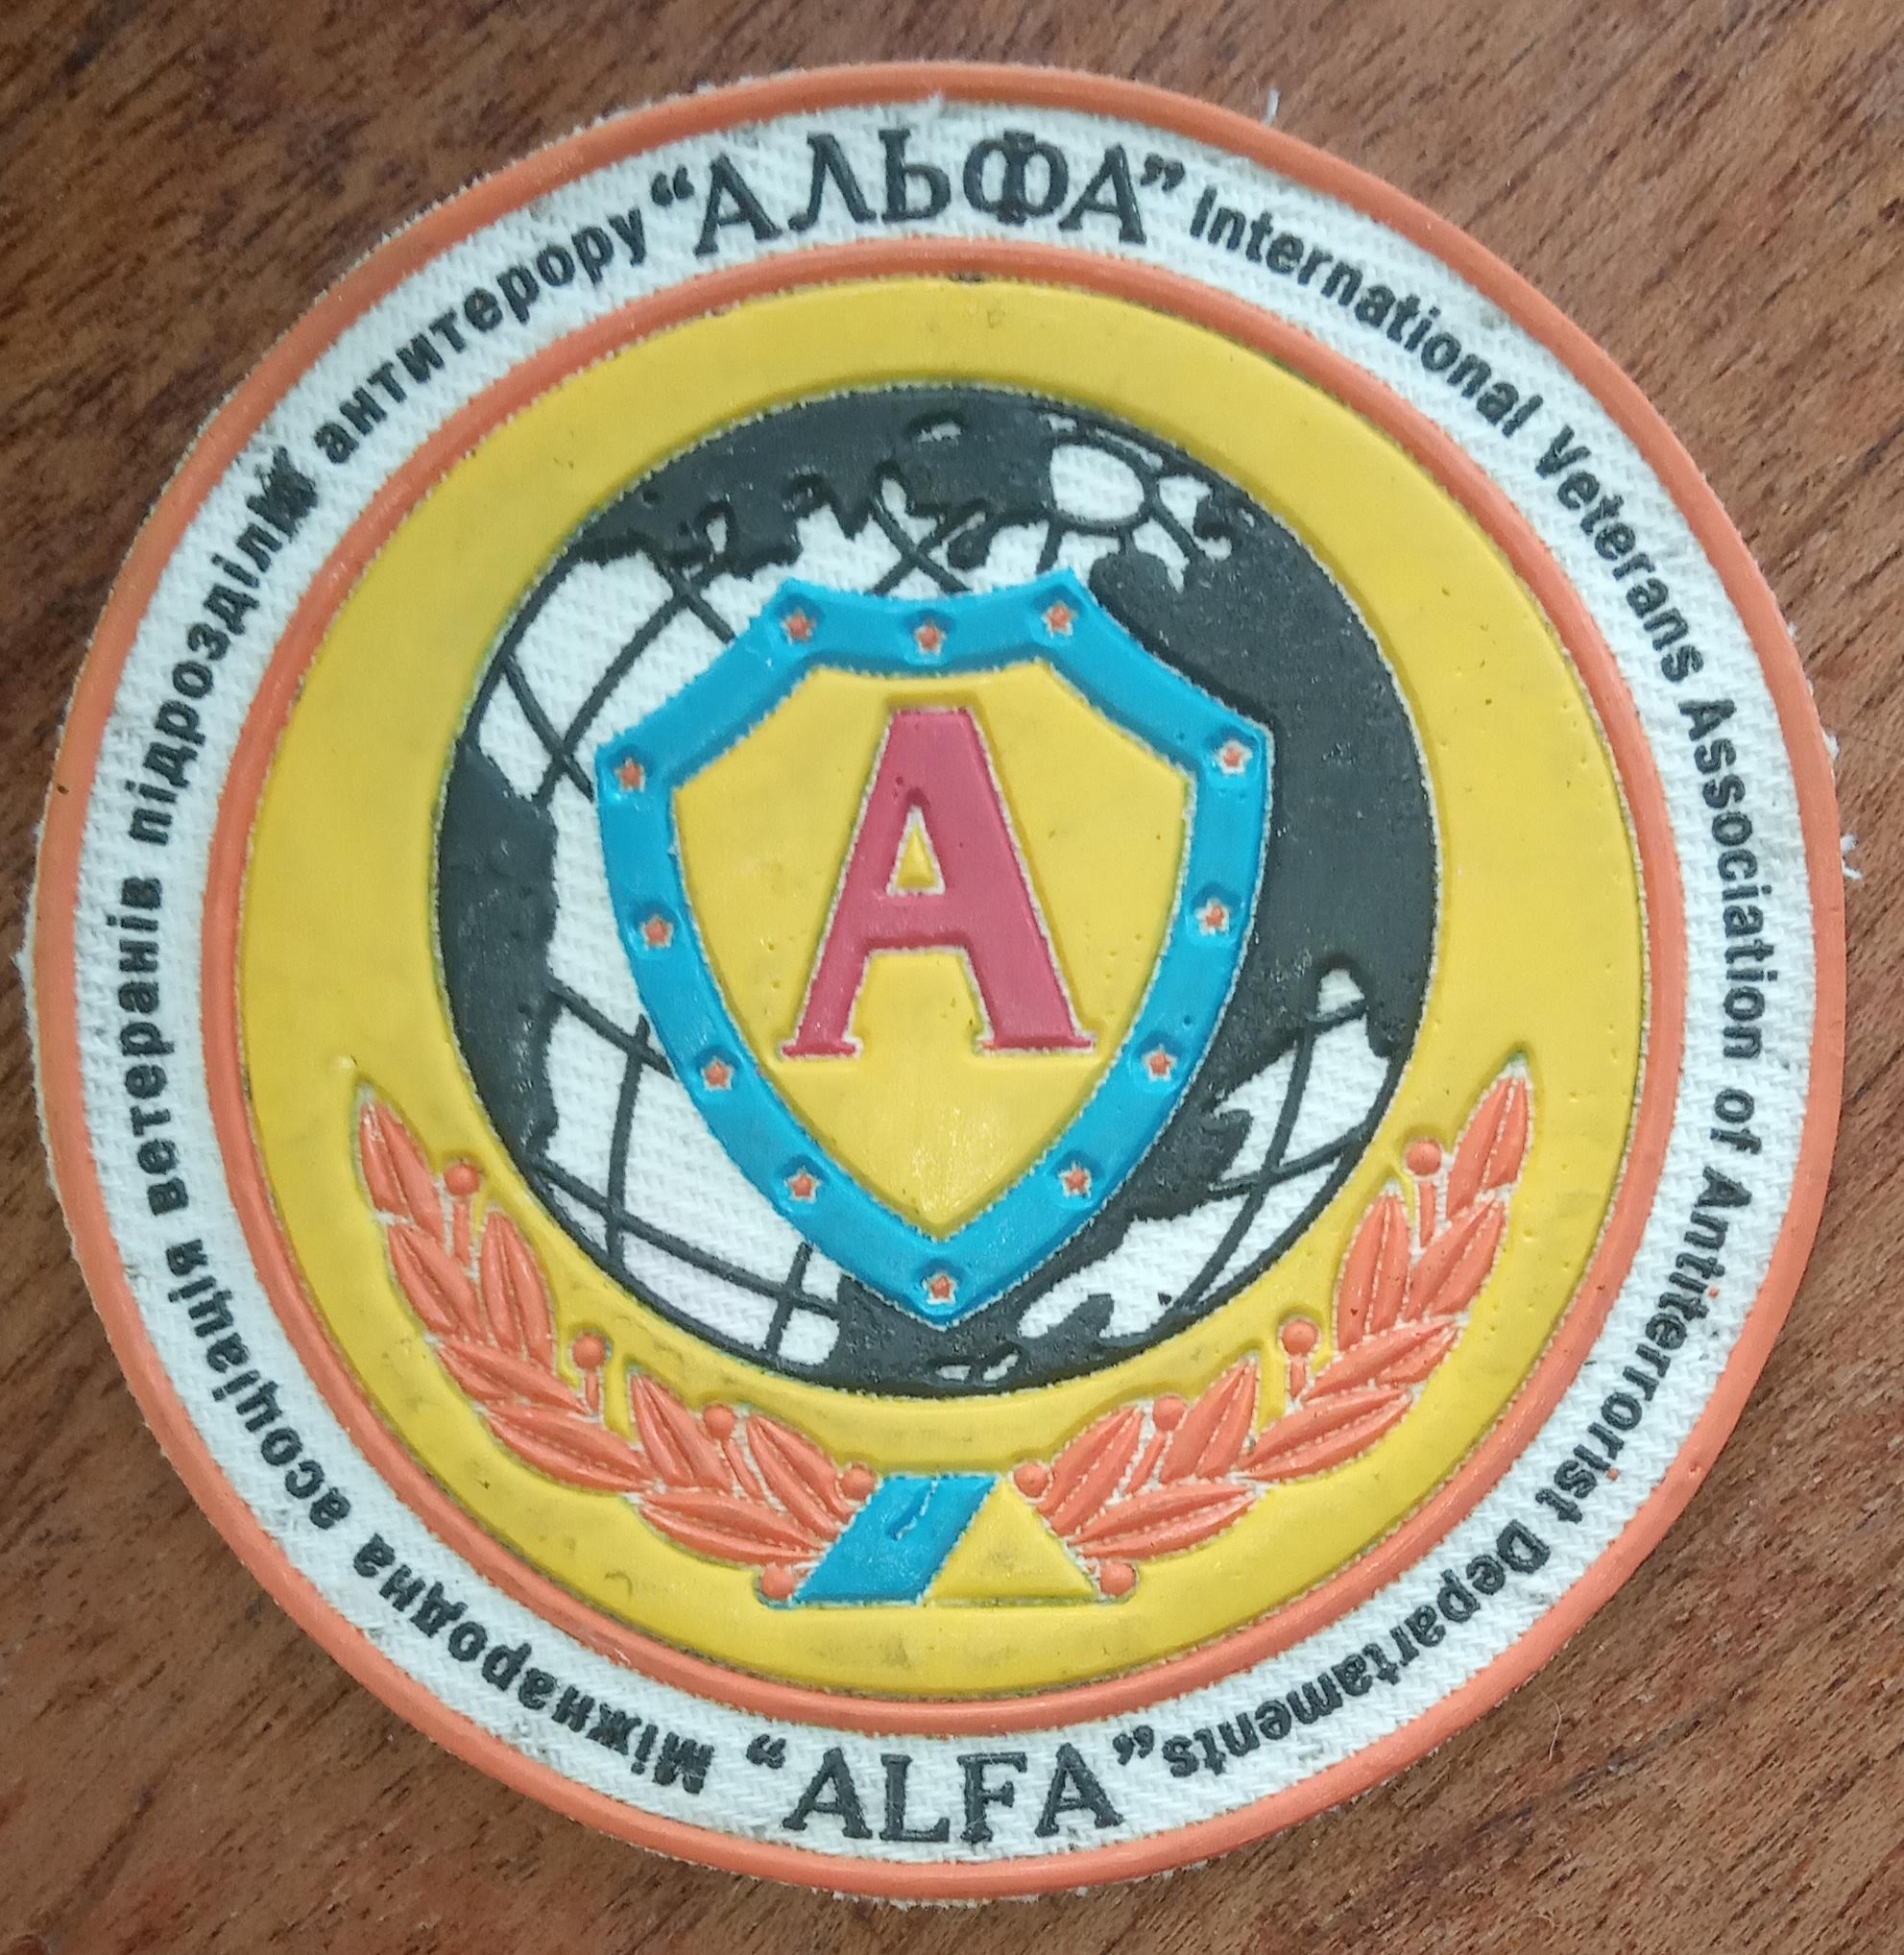 Міжнародна асоціація ветеранів підрозділів антитерору "АЛЬФА"
International Veterans Association of Antiterrorist Departaments "ALFA"
A